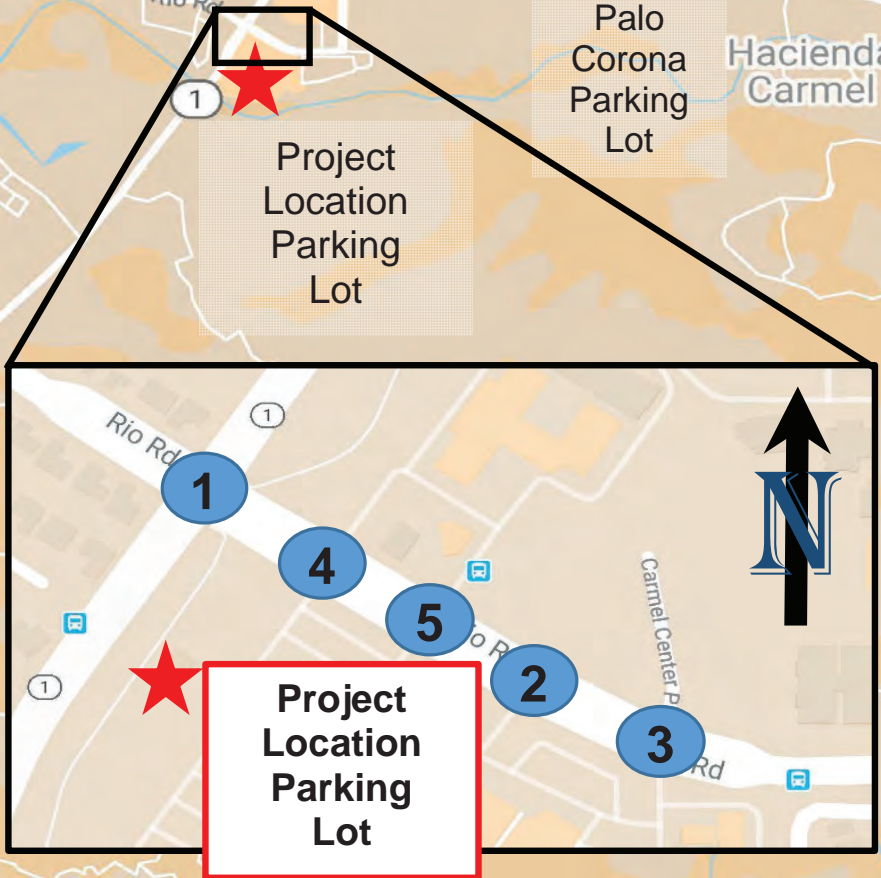 Rio Rd
Palo
Corona
Parking
Lot
Hacienda
Carmel
1
Project
Location
Parking
Lot
Rio Rd
1
1
4
5
2
3
Carmel Center P
Rd
1
N
Project
Location
Parking
Lot